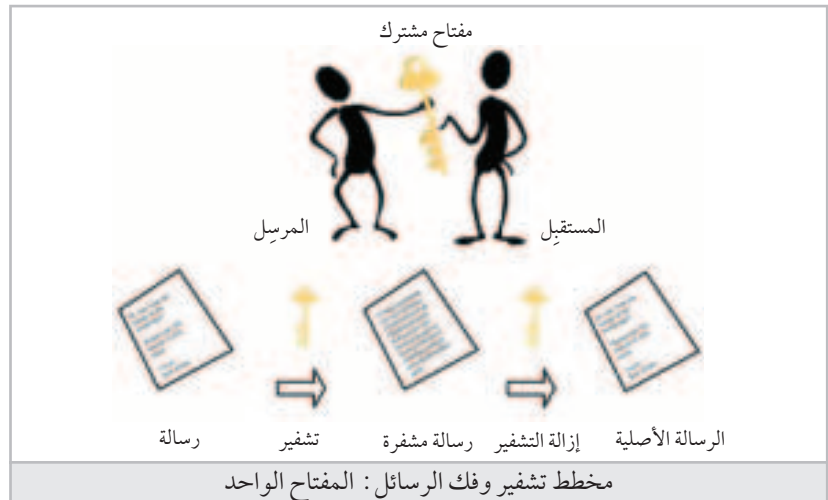 مفتاح مشترك
المرسِل
المستقبِل
رسالة
تشفير
رسالة مشفرة
إزالة التشفير
الرسالة الأصلية
مخطط تشفير وفك الرسائل: المفتاح الواحد